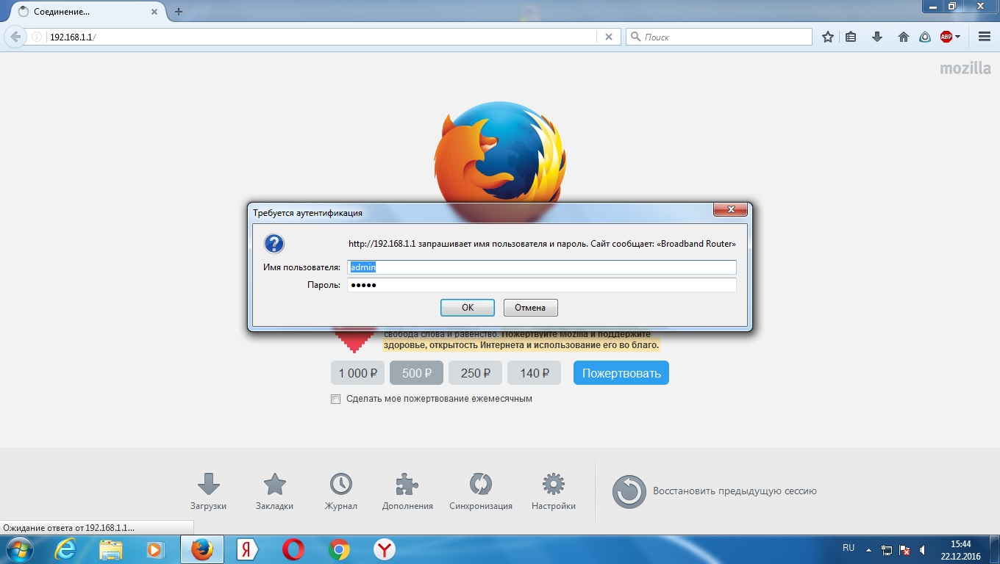 Соединение...
192.168.1.1/
Поиск
ABP
mozilla
Требуется аутентификация
http://192.168.1.1 запрашивает имя пользователя и пароль. Сайт сообщает: «Broadband Router»
Имя пользователя: admin
Пароль: •••••
OK Отмена
свобода слова и равенство. Пожертвуйте Mozilla и поддержите
здоровье, открытость Интернета и использование его во благо.
1 000 ₽ 500 ₽ 250 ₽ 140 ₽ Пожертвовать
Сделать мое пожертвование ежемесячным
Загрузки Закладки Журнал Дополнения Синхронизация Настройки Восстановить предыдущую сессию
Ожидание ответа от 192.168.1.1...
RU 15:44
22.12.2016